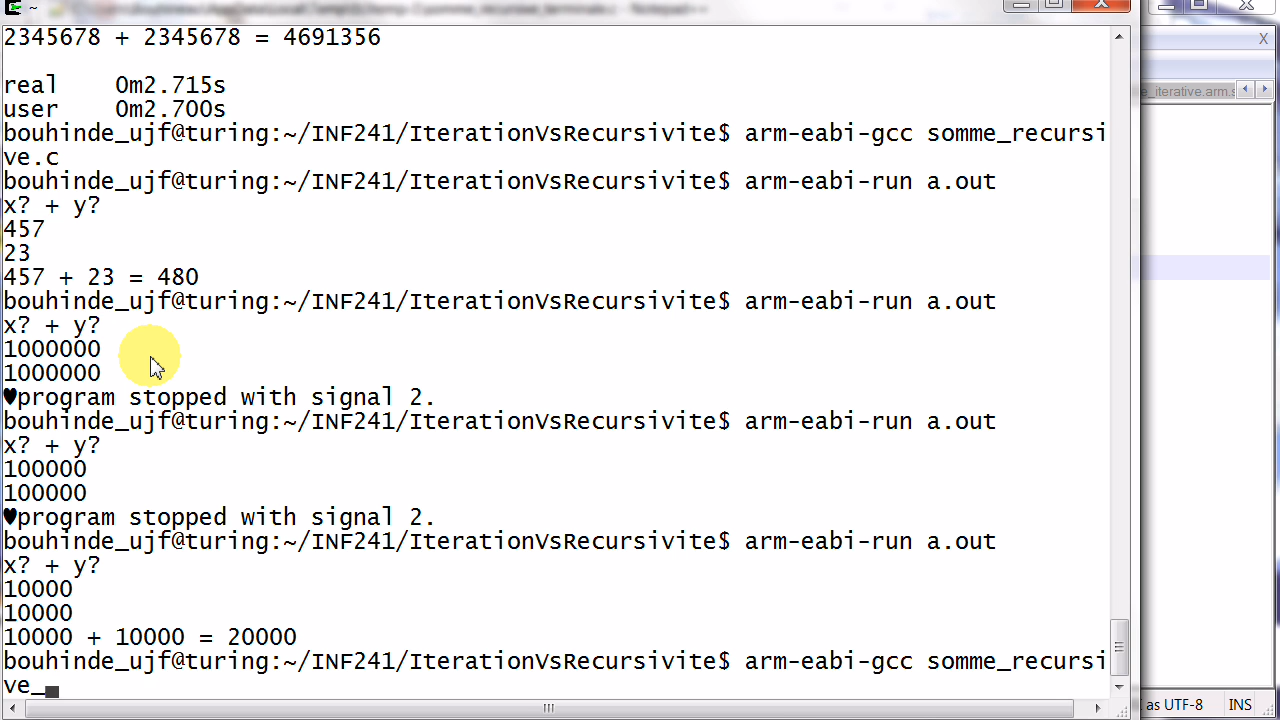 ~
2345678 + 2345678 = 4691356
real 0m2.715s
user 0m2.700s
bouhinde_ujf@turing:~/INF241/IterationVsRecursivite$ arm-eabi-gcc somme_recursi
ve.c
bouhinde_ujf@turing:~/INF241/IterationVsRecursivite$ arm-eabi-run a.out
x? + y?
457
23
457 + 23 = 480
bouhinde_ujf@turing:~/INF241/IterationVsRecursivite$ arm-eabi-run a.out
x? + y?
1000000
1000000
♥program stopped with signal 2.
bouhinde_ujf@turing:~/INF241/IterationVsRecursivite$ arm-eabi-run a.out
x? + y?
100000
100000
♥program stopped with signal 2.
bouhinde_ujf@turing:~/INF241/IterationVsRecursivite$ arm-eabi-run a.out
x? + y?
10000
10000
10000 + 10000 = 20000
bouhinde_ujf@turing:~/INF241/IterationVsRecursivite$ arm-eabi-gcc somme_recursi
ve_
_iterative.arm.s
as UTF-8 INS